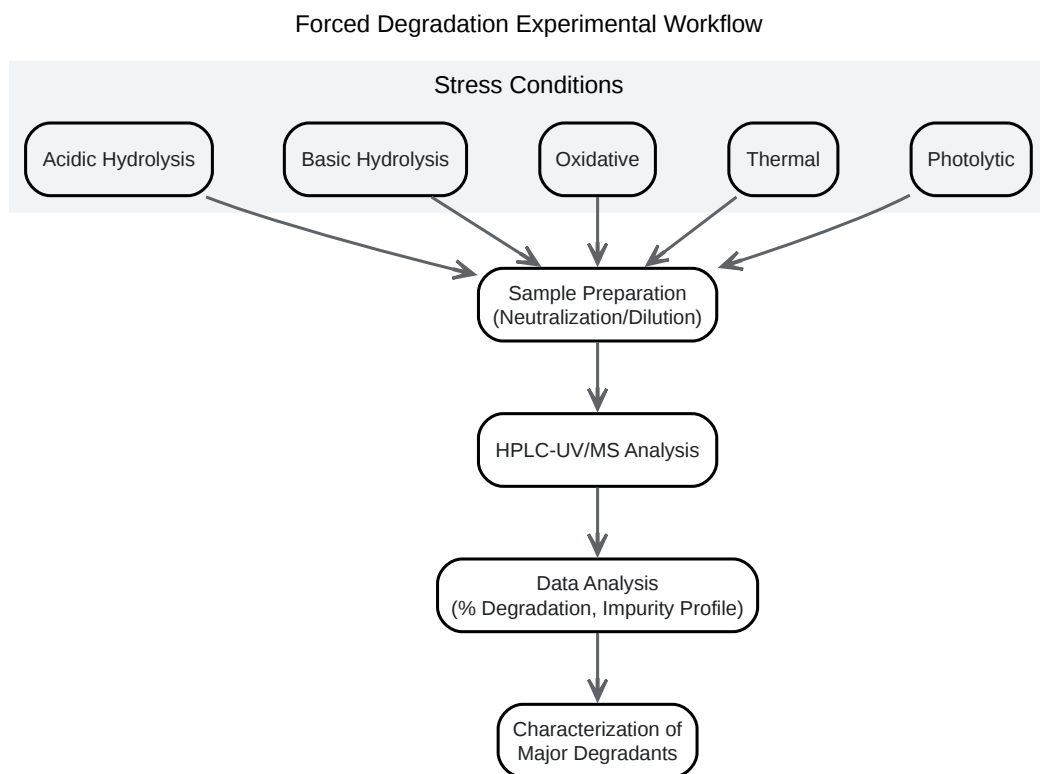 Forced Degradation Experimental Workflow
Stress Conditions
Acidic Hydrolysis
Basic Hydrolysis
Oxidative
Thermal
Photolytic
Sample Preparation
(Neutralization/Dilution)
HPLC-UV/MS Analysis
Data Analysis
(% Degradation, Impurity Profile)
Characterization of
Major Degradants